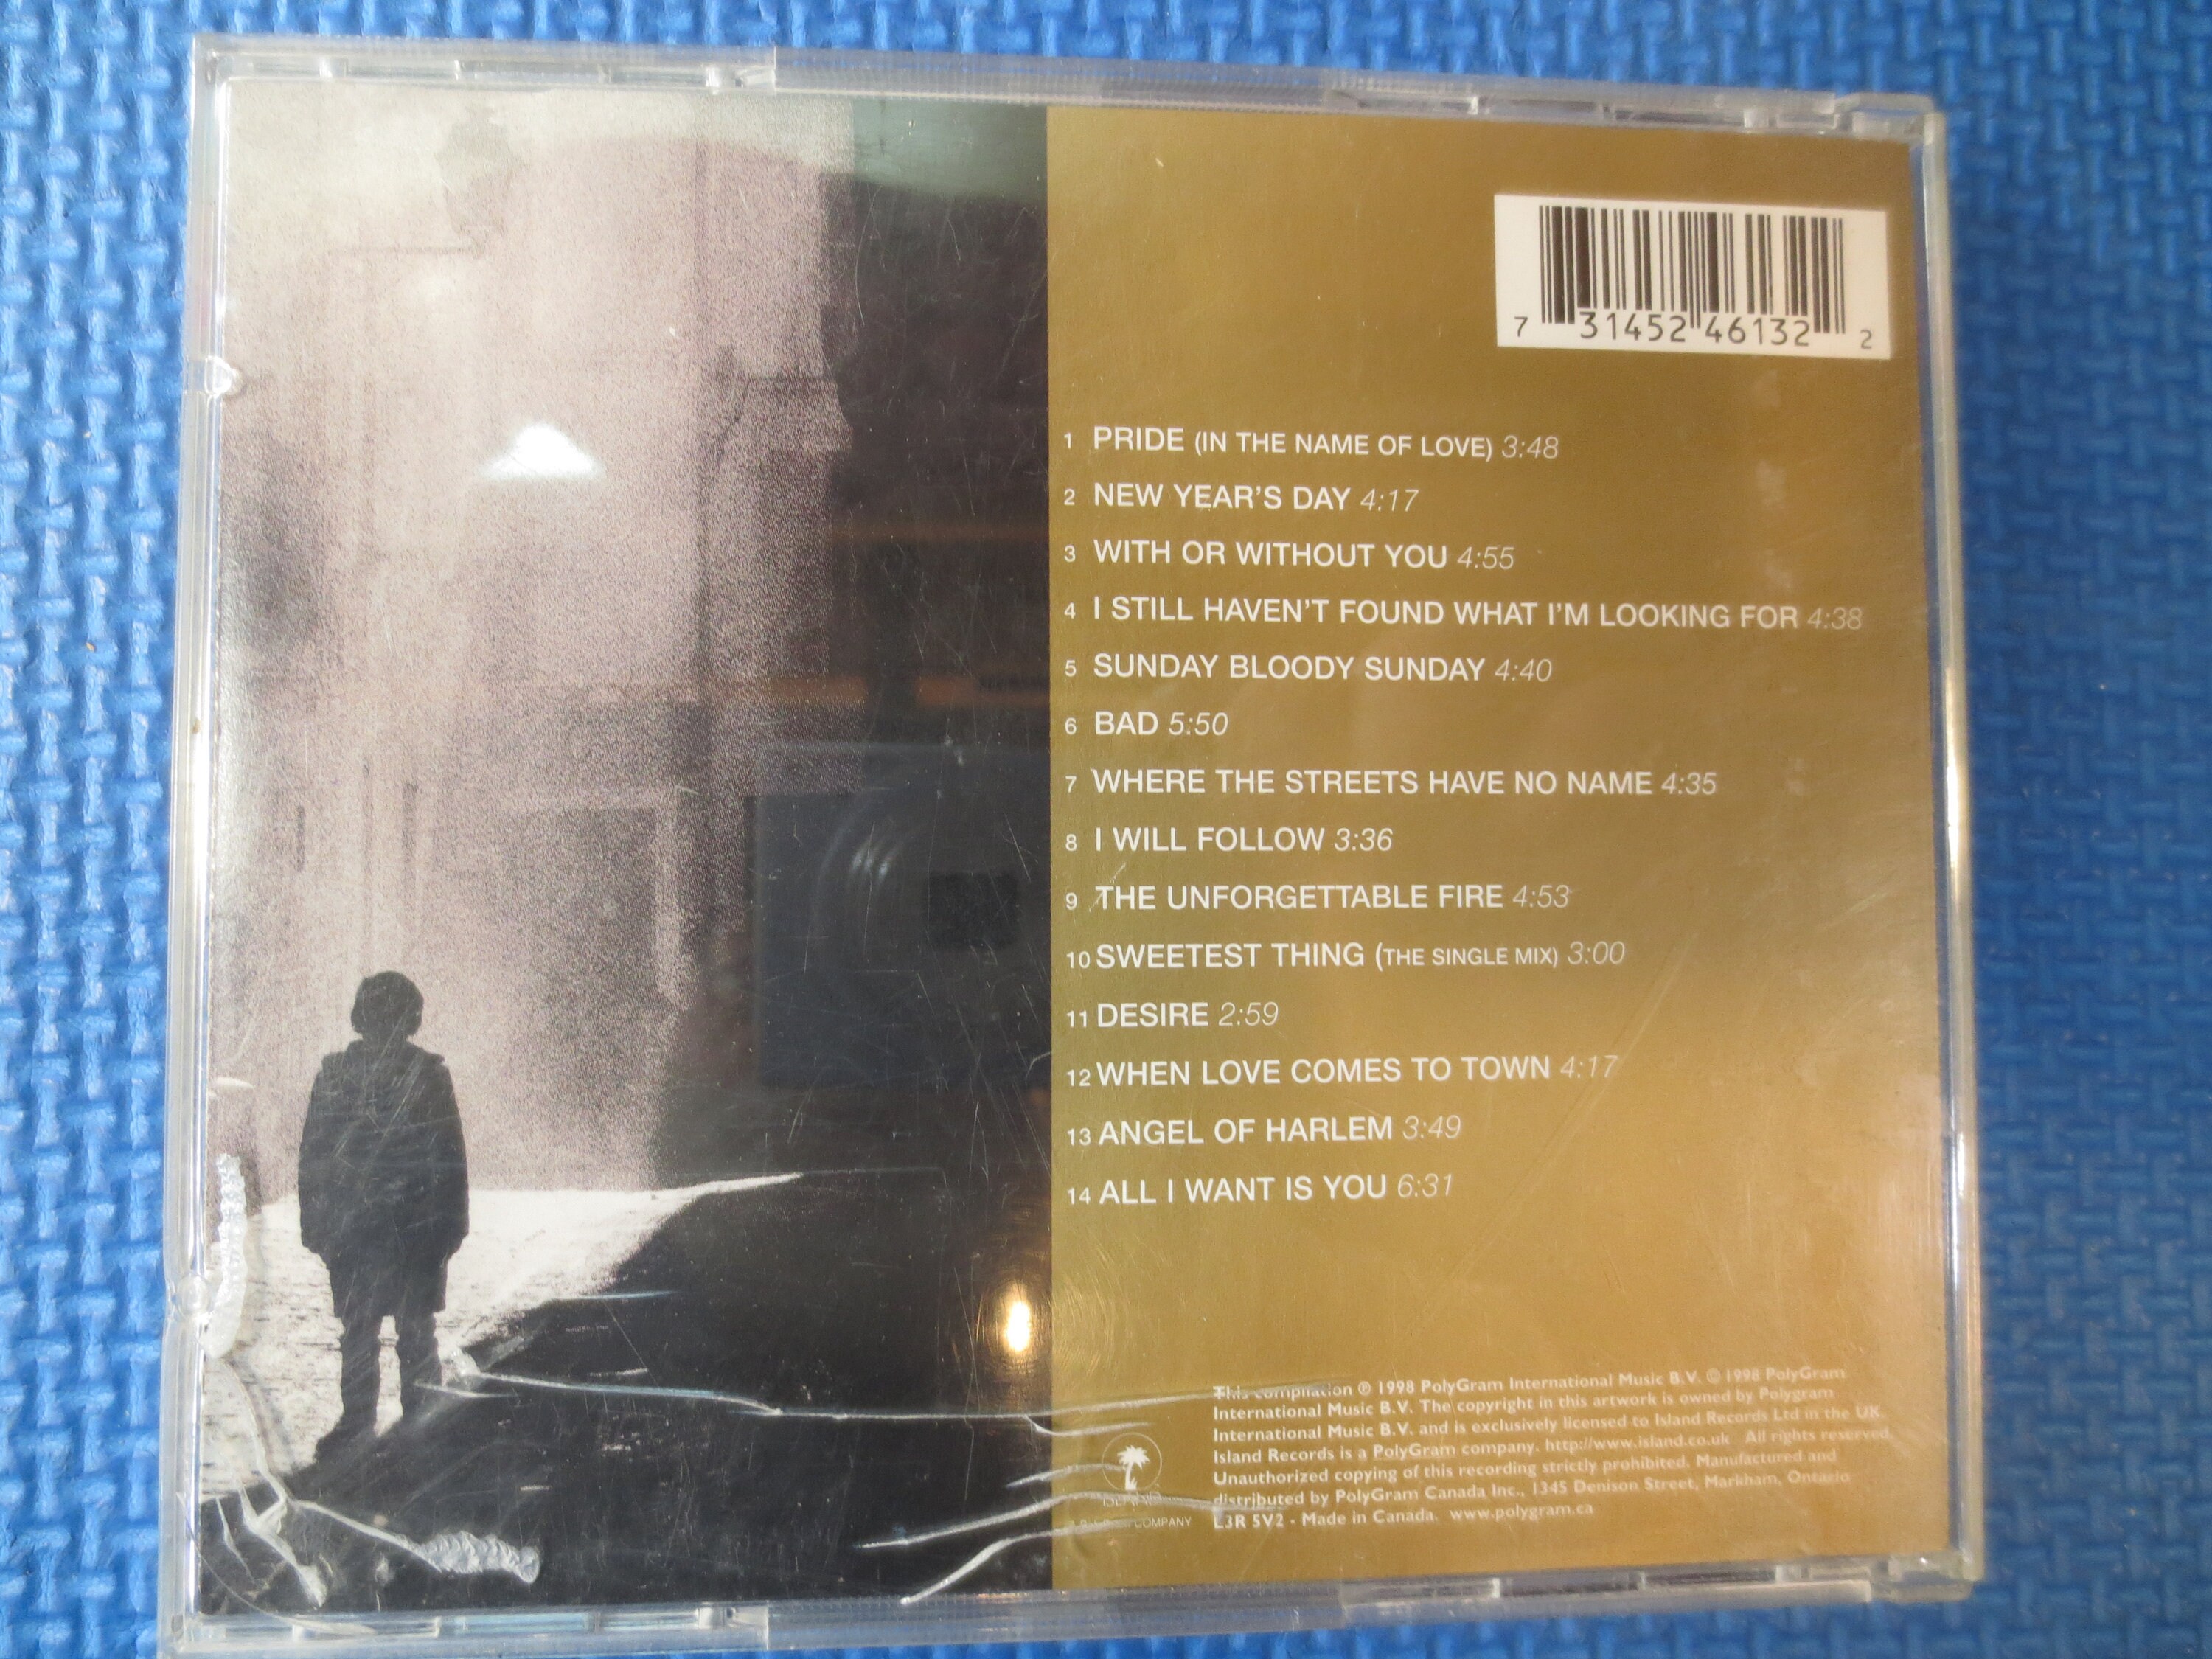 7 31452 46132 2
1 PRIDE (IN THE NAME OF LOVE) 3:48
2 NEW YEAR'S DAY 4:17
3 WITH OR WITHOUT YOU 4:55
4 I STILL HAVEN'T FOUND WHAT I'M LOOKING FOR 4:38
5 SUNDAY BLOODY SUNDAY 4:40
6 BAD 5:50
7 WHERE THE STREETS HAVE NO NAME 4:35
8 I WILL FOLLOW 3:36
9 THE UNFORGETTABLE FIRE 4:53
10 SWEETEST THING (THE SINGLE MIX) 3:00
11 DESIRE 2:59
12 WHEN LOVE COMES TO TOWN 4:17
13 ANGEL OF HARLEM 3:49
14 ALL I WANT IS YOU 6:31
This compilation ℗ 1998 PolyGram International Music B.V. © 1998 PolyGram
International Music B.V. The copyright in this artwork is owned by Polygram
International Music B.V. and is exclusively licensed to Island Records Ltd in the UK.
Island Records is a PolyGram company. http://www.island.co.uk All rights reserved.
Unauthorized copying of this recording strictly prohibited. Manufactured and
distributed by PolyGram Canada Inc., 1345 Denison Street, Markham, Ontario
L3R 5V2 - Made in Canada. www.polygram.ca
ISLAND
COMPANY